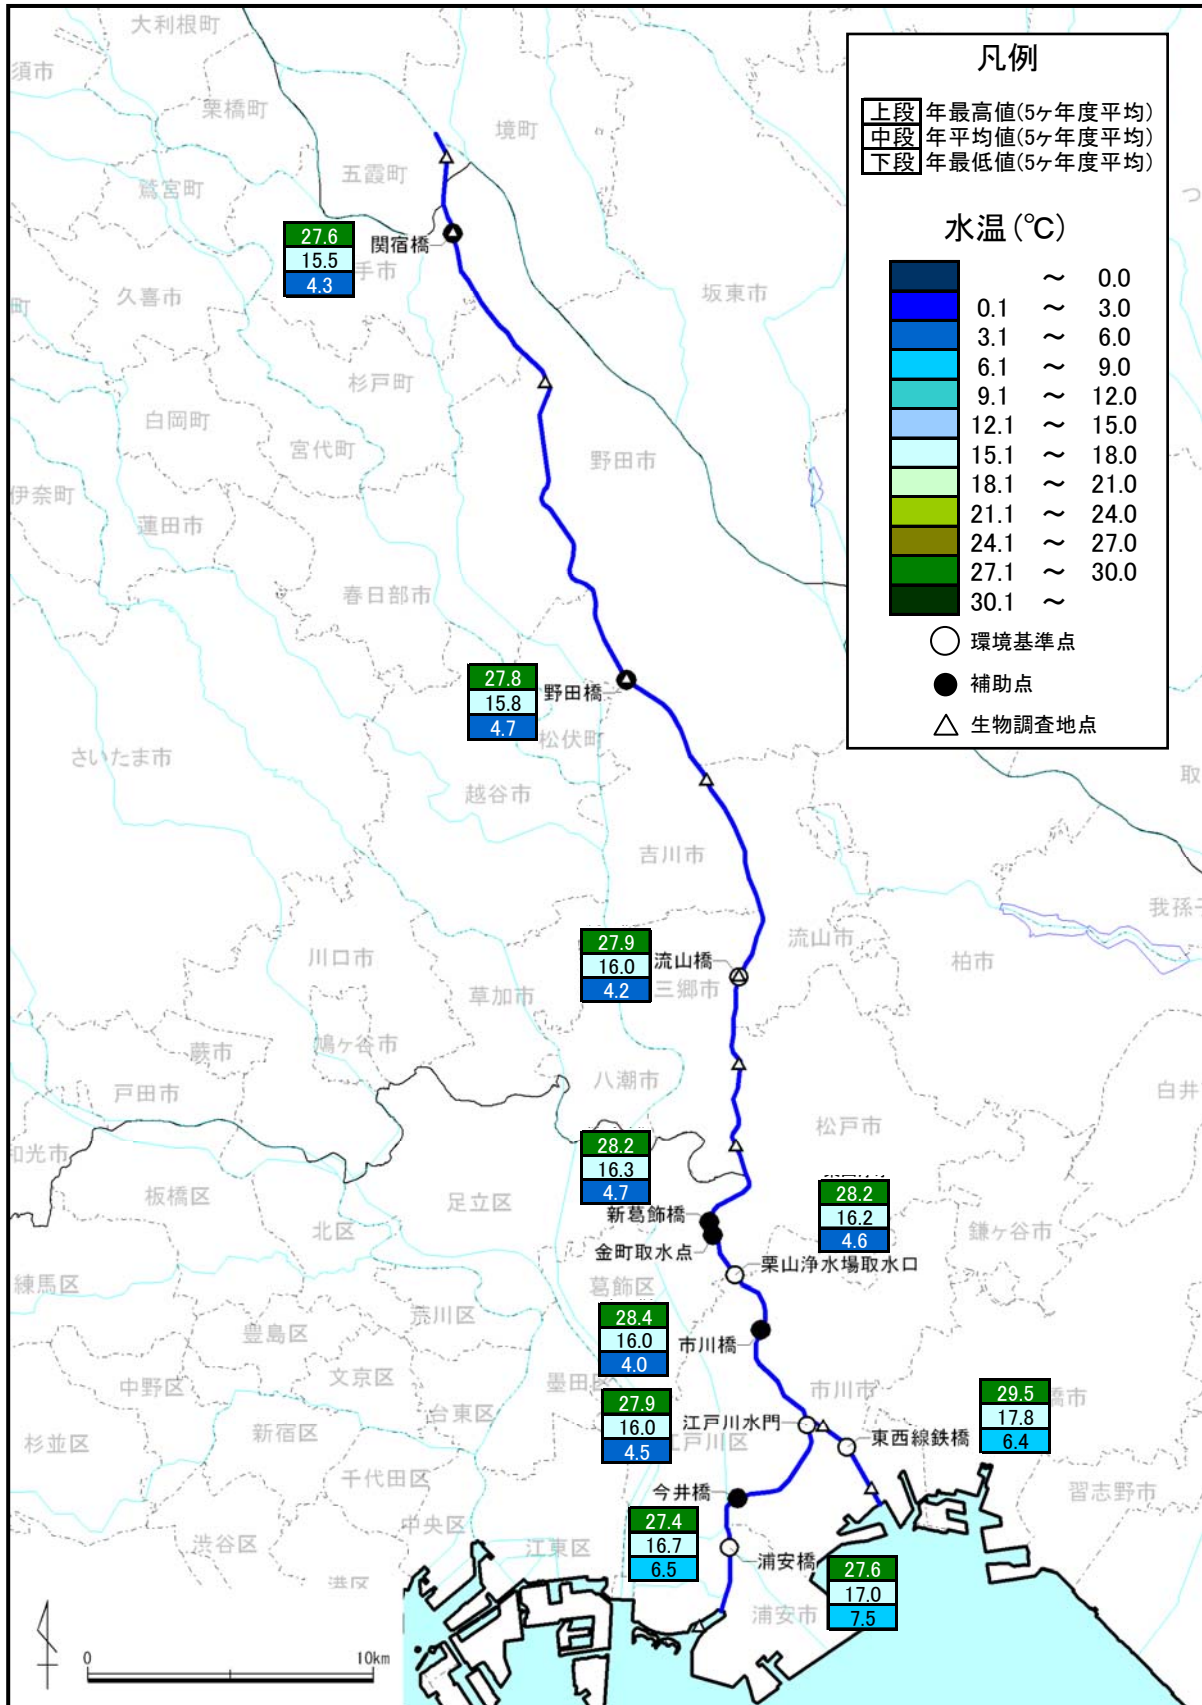 凡例
上段 年最高値(5ヶ年度平均)
中段 年平均値(5ヶ年度平均)
下段 年最低値(5ヶ年度平均)
水温(℃)
～ 0.0
0.1 ～ 3.0
3.1 ～ 6.0
6.1 ～ 9.0
9.1 ～ 12.0
12.1 ～ 15.0
15.1 ～ 18.0
18.1 ～ 21.0
21.1 ～ 24.0
24.1 ～ 27.0
27.1 ～ 30.0
30.1 ～
環境基準点
補助点
生物調査地点
大利根町
須市
栗橋町
境町
五霞町
鷲宮町
つ
27.6
15.5
4.3
関宿橋
手市
久喜市
町
坂東市
杉戸町
白岡町
宮代町
野田市
伊奈町
蓮田市
春日部市
27.8
15.8
4.7
野田橋
松伏町
さいたま市
越谷市
取
吉川市
我孫子
流山市
柏市
27.9
16.0
4.2
流山橋
三郷市
川口市
草加市
鳩ヶ谷市
蕨市
戸田市
八潮市
白井
松戸市
和光市
28.2
16.3
4.7
新葛飾橋
金町取水点
28.2
16.2
4.6
栗山浄水場取水口
鎌ヶ谷市
板橋区
足立区
北区
練馬区
葛飾区
荒川区
豊島区
28.4
16.0
4.0
市川橋
文京区
中野区
墨田区
市川市
27.9
16.0
4.5
江戸川水門
江戸川区
東西線鉄橋
29.5
17.8
6.4
橋市
台東区
新宿区
杉並区
千代田区
習志野市
今井橋
中央区
渋谷区
江東区
27.4
16.7
6.5
浦安橋
27.6
17.0
7.5
浦安市
港区
0 10km